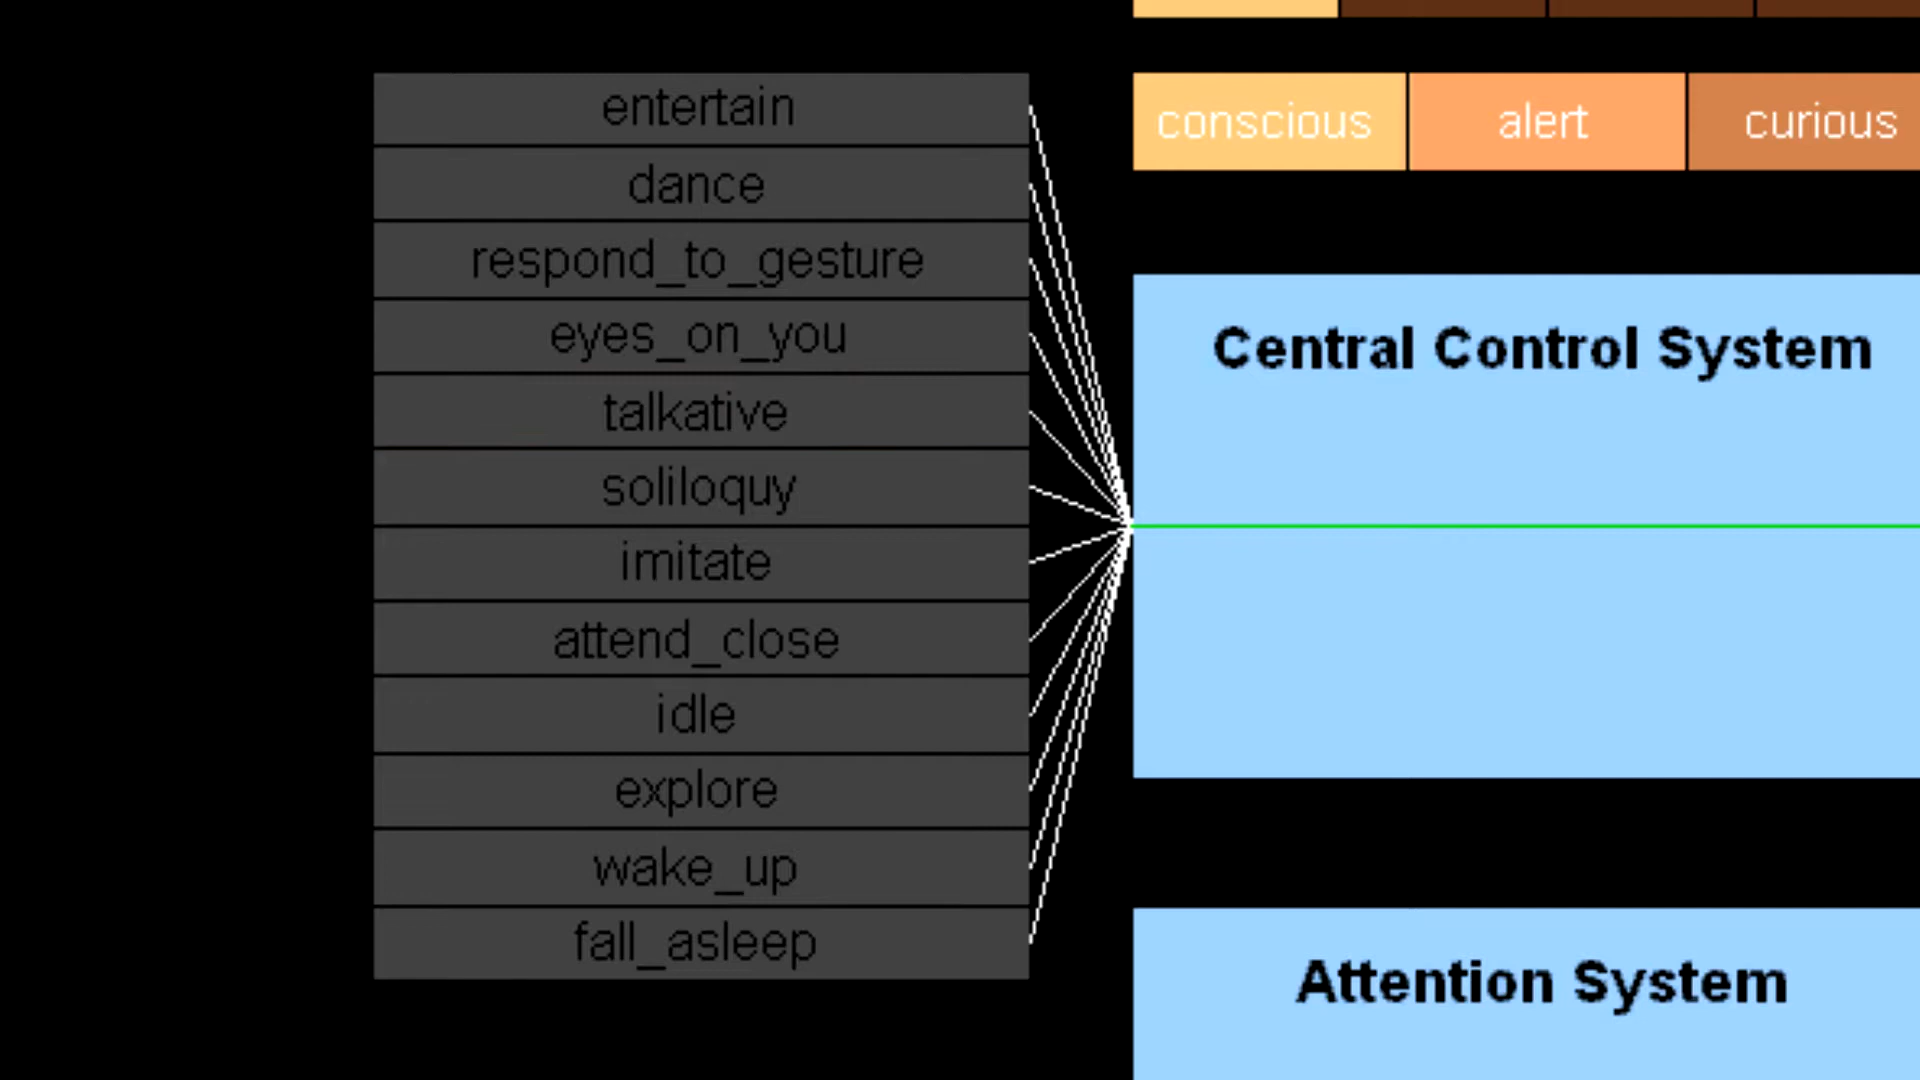 entertain
dance
respond_to_gesture
eyes_on_you
talkative
soliloquy
imitate
attend_close
idle
explore
wake_up
fall_asleep
conscious
alert
curious
Central Control System
Attention System